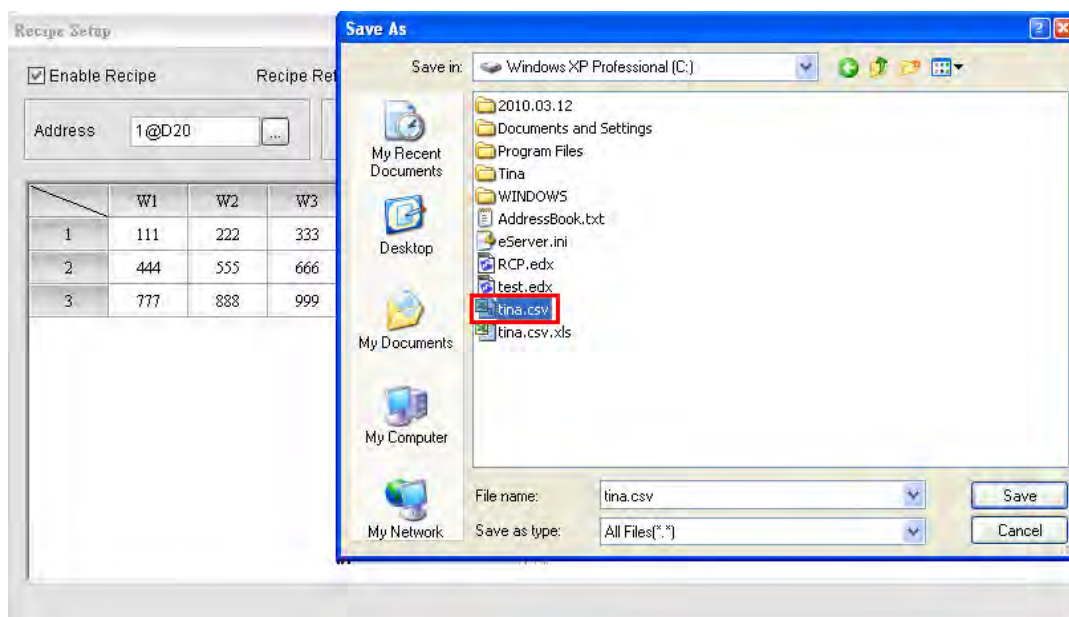 Recipe Setup
Enable Recipe
Recipe Ref
Address
1@D20
...
W1 W2 W3
1 111 222 333
2 444 555 666
3 777 888 999
Save As
Save in:
Windows XP Professional (C:)
My Recent
Documents
Desktop
My Documents
My Computer
My Network
2010.03.12
Documents and Settings
Program Files
Tina
WINDOWS
AddressBook.txt
eServer.ini
RCP.edx
test.edx
tina.csv
tina.csv.xls
File name:
tina.csv
Save
Save as type:
All Files(*.*)
Cancel